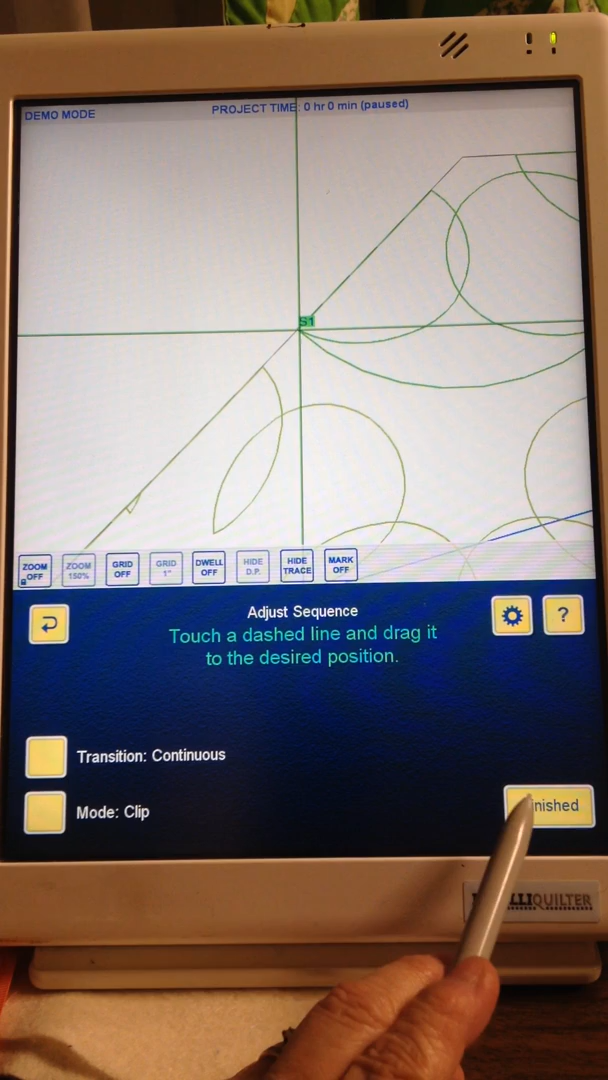 DEMO MODE
PROJECT TIME: 0 hr 0 min (paused)
S1
ZOOM OFF
ZOOM 150%
GRID OFF
GRID 1"
DWELL OFF
HIDE D.P.
HIDE TRACE
MARK OFF
Adjust Sequence
?
Touch a dashed line and drag it
to the desired position.
Transition: Continuous
Mode: Clip
nished
LLIQUILTER